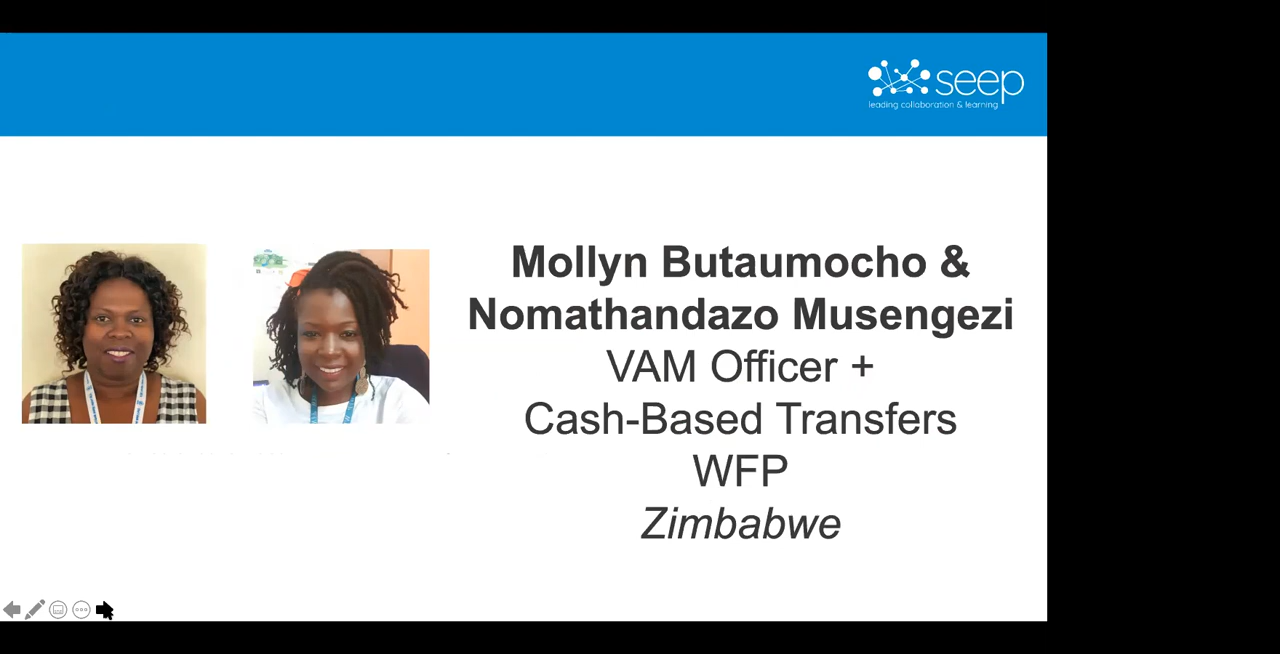 seep
leading collaboration & learning
Mollyn Butaumocho &
Nomathandazo Musengezi
VAM Officer +
Cash-Based Transfers
WFP
Zimbabwe